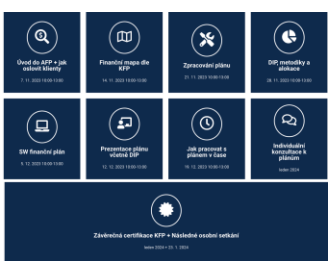 Úvod do AFP + jak
oslovit klienty
7. 11. 2023 10:00-13:00
Finanční mapa dle
KFP
14. 11. 2023 10:00-13:00
Zpracování plánu
21. 11. 2023 10:00-13:00
DIP, metodiky a
alokace
28. 11. 2023 10:00-13:00
SW finanční plán
5. 12. 2023 10:00-13:00
Prezentace plánu
včetně DIP
12. 12. 2023 10:00-13:00
Jak pracovat s
plánem v čase
19. 12. 2023 10:00-13:00
Individuální
konzultace k
plánům
leden 2024
Závěrečná certifikace KFP + Následné osobní setkání
leden 2024 + 23. 1. 2024